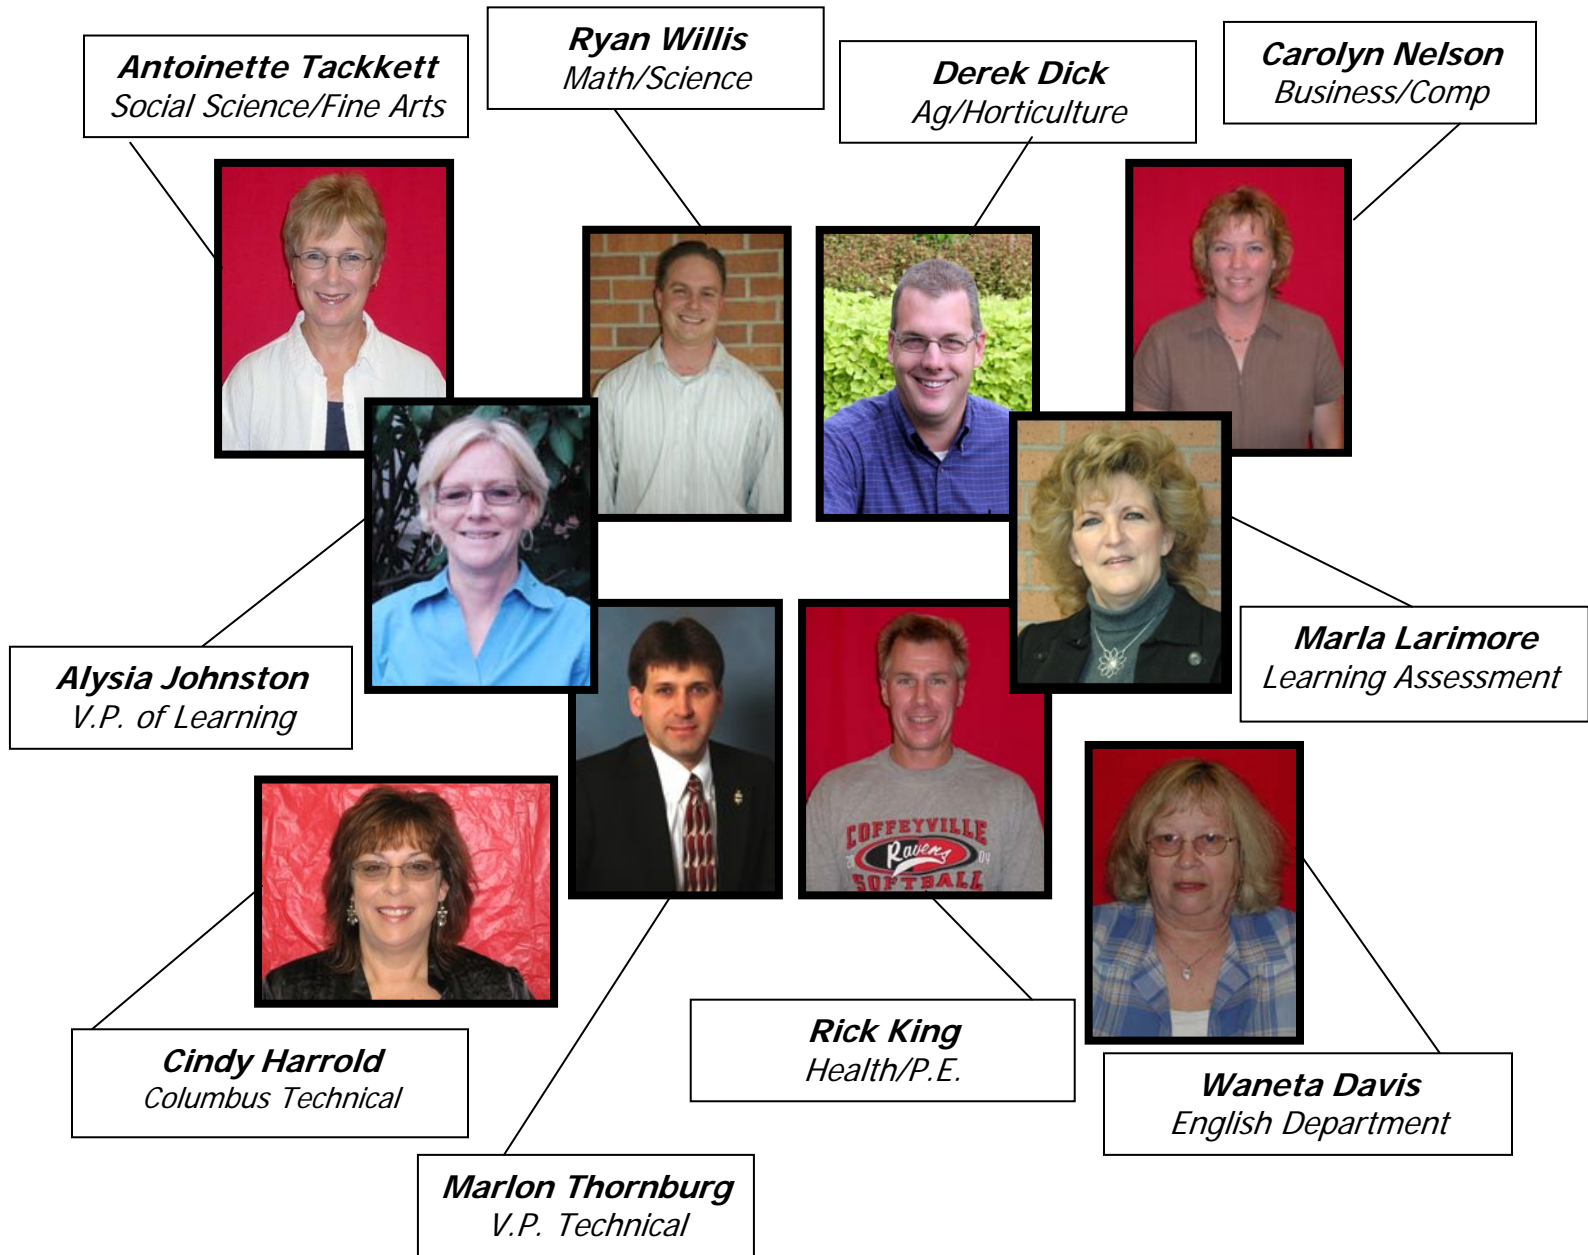 Antoinette Tackkett
Social Science/Fine Arts
Ryan Willis
Math/Science
Derek Dick
Ag/Horticulture
Carolyn Nelson
Business/Comp
Alysia Johnston
V.P. of Learning
Marla Larimore
Learning Assessment
COFFEYVILLE
20 Ravens 04
SOFTBALL
Cindy Harrold
Columbus Technical
Rick King
Health/P.E.
Waneta Davis
English Department
Marlon Thornburg
V.P. Technical